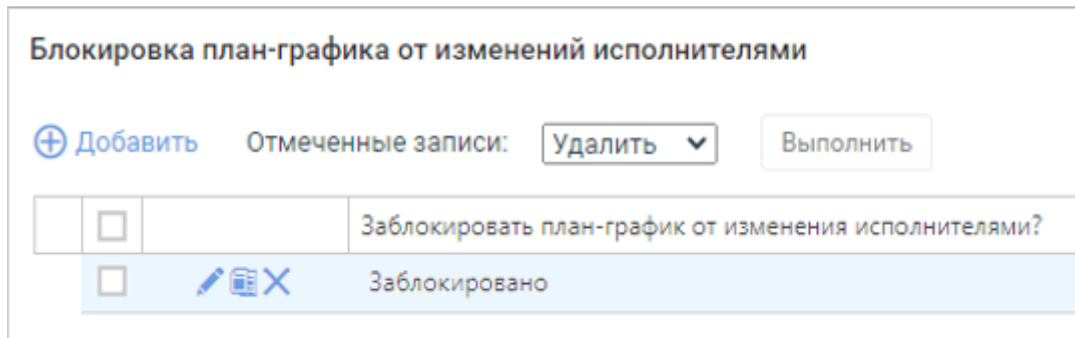 Блокировка план-графика от изменений исполнителями
Добавить Отмеченные записи: Удалить Выполнить
Заблокировать план-график от изменения исполнителями?
Заблокировано